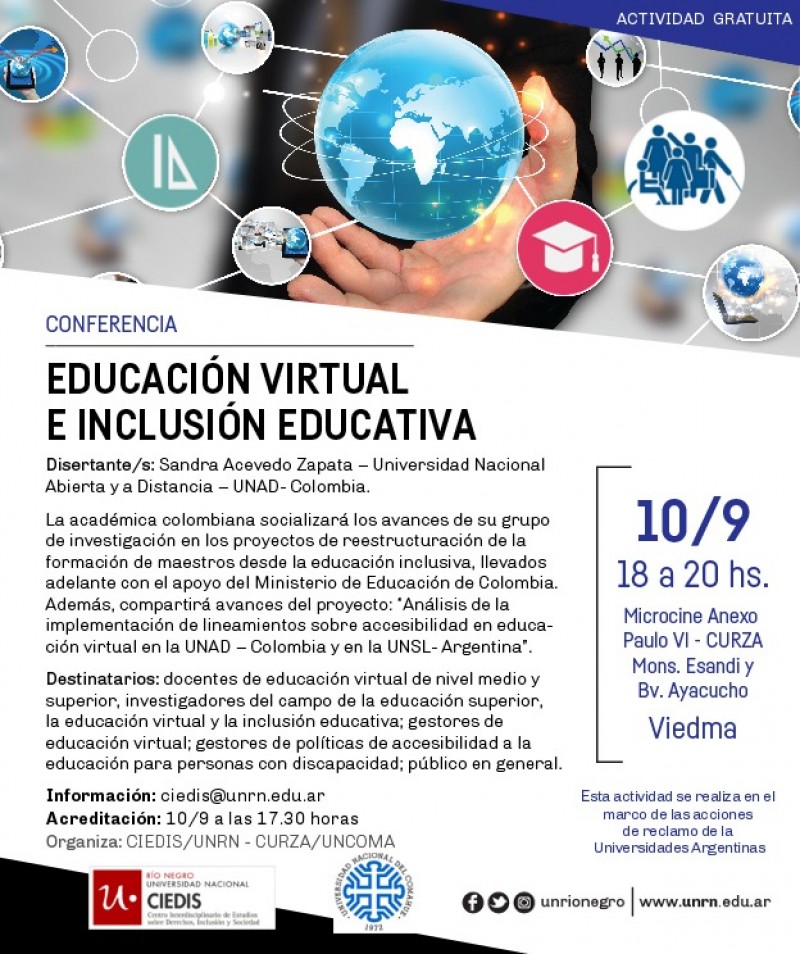 ACTIVIDAD GRATUITA
CONFERENCIA
EDUCACIÓN VIRTUAL
E INCLUSIÓN EDUCATIVA
Disertante/s: Sandra Acevedo Zapata – Universidad Nacional
Abierta y a Distancia – UNAD- Colombia.
La académica colombiana socializará los avances de su grupo
de investigación en los proyectos de reestructuración de la
formación de maestros desde la educación inclusiva, llevados
adelante con el apoyo del Ministerio de Educación de Colombia.
Además, compartirá avances del proyecto: "Análisis de la
implementación de lineamientos sobre accesibilidad en educa-
ción virtual en la UNAD – Colombia y en la UNSL- Argentina".
Destinatarios: docentes de educación virtual de nivel medio y
superior, investigadores del campo de la educación superior,
la educación virtual y la inclusión educativa; gestores de
educación virtual; gestores de políticas de accesibilidad a la
educación para personas con discapacidad; público en general.
Información: ciedis@unrn.edu.ar
Acreditación: 10/9 a las 17.30 horas
Organiza: CIEDIS/UNRN - CURZA/UNCOMA
10/9
18 a 20 hs.
Microcine Anexo
Paulo VI - CURZA
Mons. Esandi y
Bv. Ayacucho
Viedma
Esta actividad se realiza en el
marco de las acciones
de reclamo de la
Universidades Argentinas
RÍO NEGRO
UNIVERSIDAD NACIONAL
CIEDIS
Centro Interdisciplinario de Estudios
sobre Derechos, Inclusión y Sociedad
UNIVERSIDAD NACIONAL DEL COMAHUE
1972
unrionegro | www.unrn.edu.ar